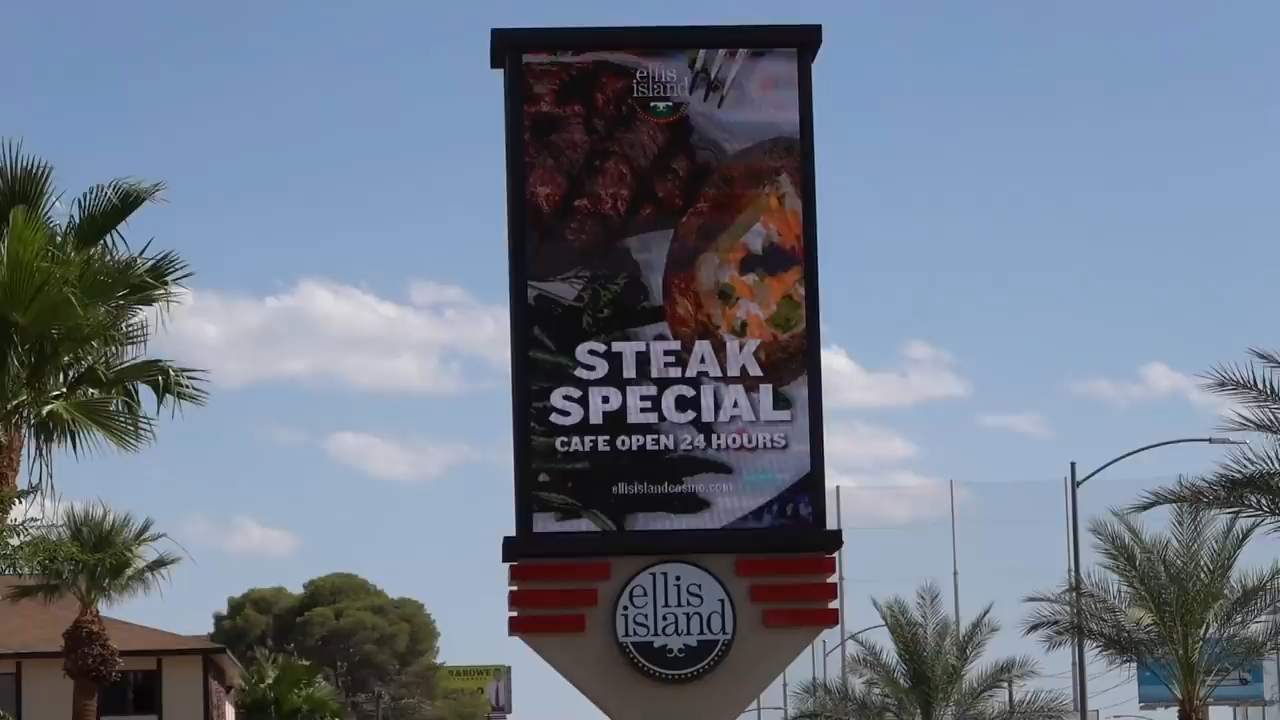 ellis
island
STEAK
SPECIAL
CAFE OPEN 24 HOURS
ellisislandcasino.com
ellis
island